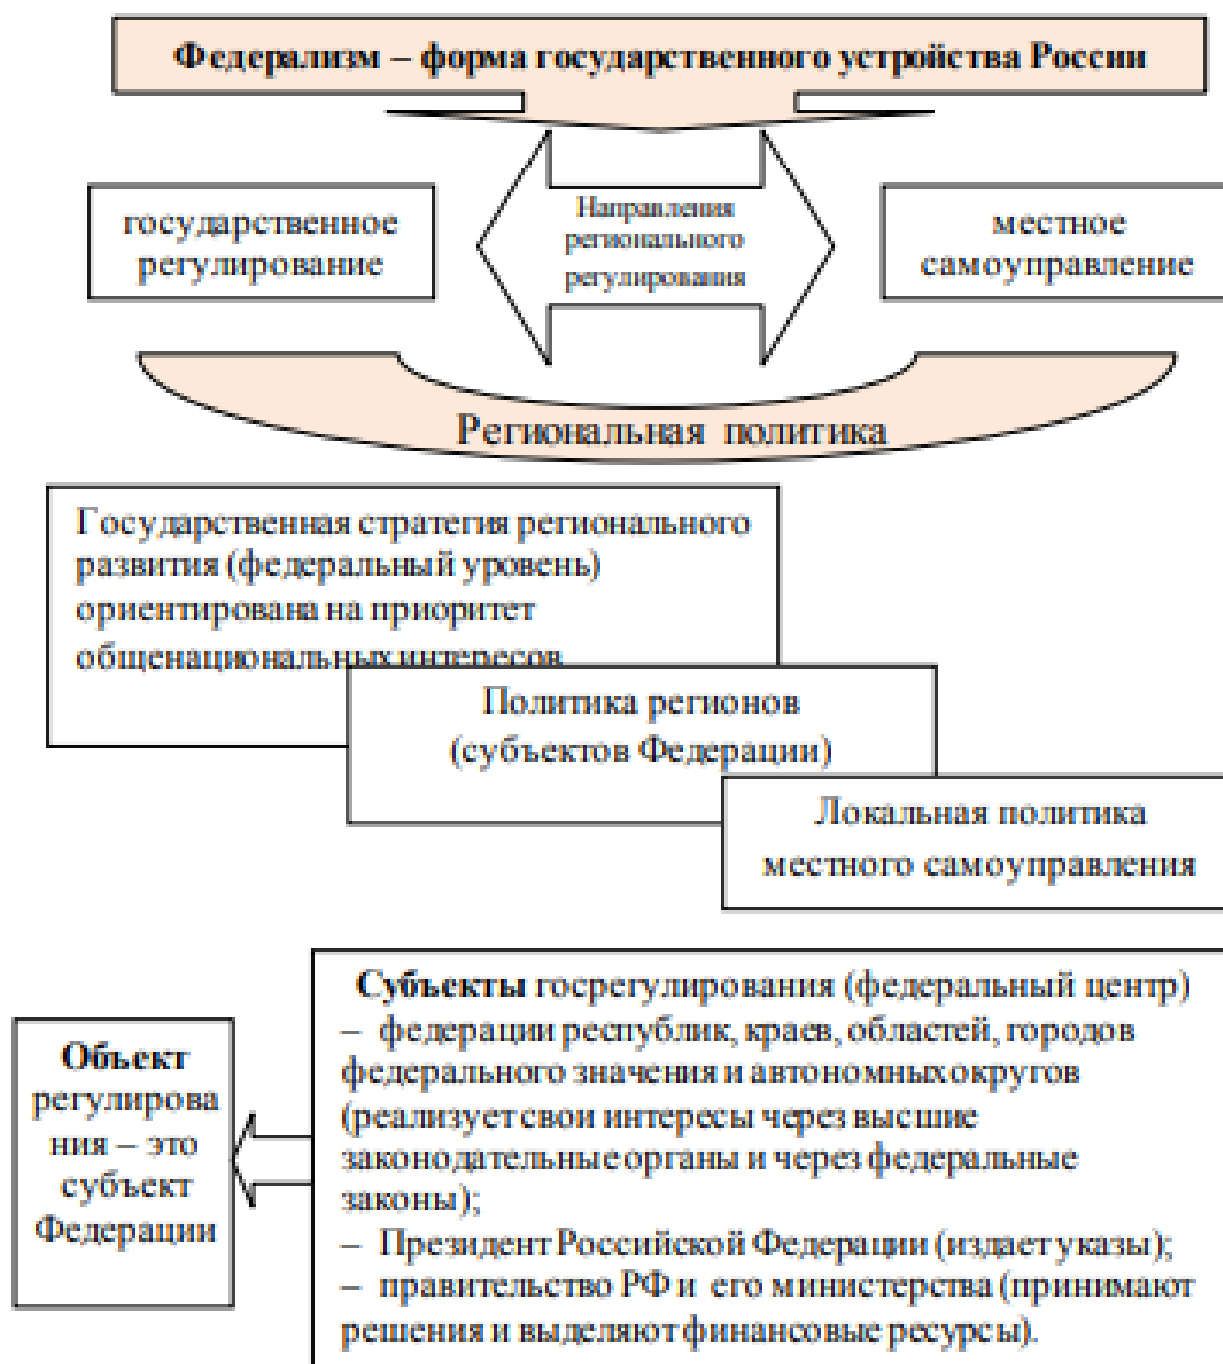 Федерализм – форма государственного устройства России
государственное
регулирование
Направления
регионального
регулирования
местное
самоуправление
Региональная политика
Государственная стратегия регионального
развития (федеральный уровень)
ориентирована на приоритет
общенациональных интересов
Политика регионов
(субъектов Федерации)
Локальная политика
местного самоуправления
Объект
регулирова
ния – это
субъект
Федерации
Субъекты госрегулирования (федеральный центр)
– федерации республик, краев, областей, городов
федерального значения и автономных округов
(реализует свои интересы через высшие
законодательные органы и через федеральные
законы);
– Президент Российской Федерации (издает указы);
– правительство РФ и его министерства (принимают
решения и выделяют финансовые ресурсы).